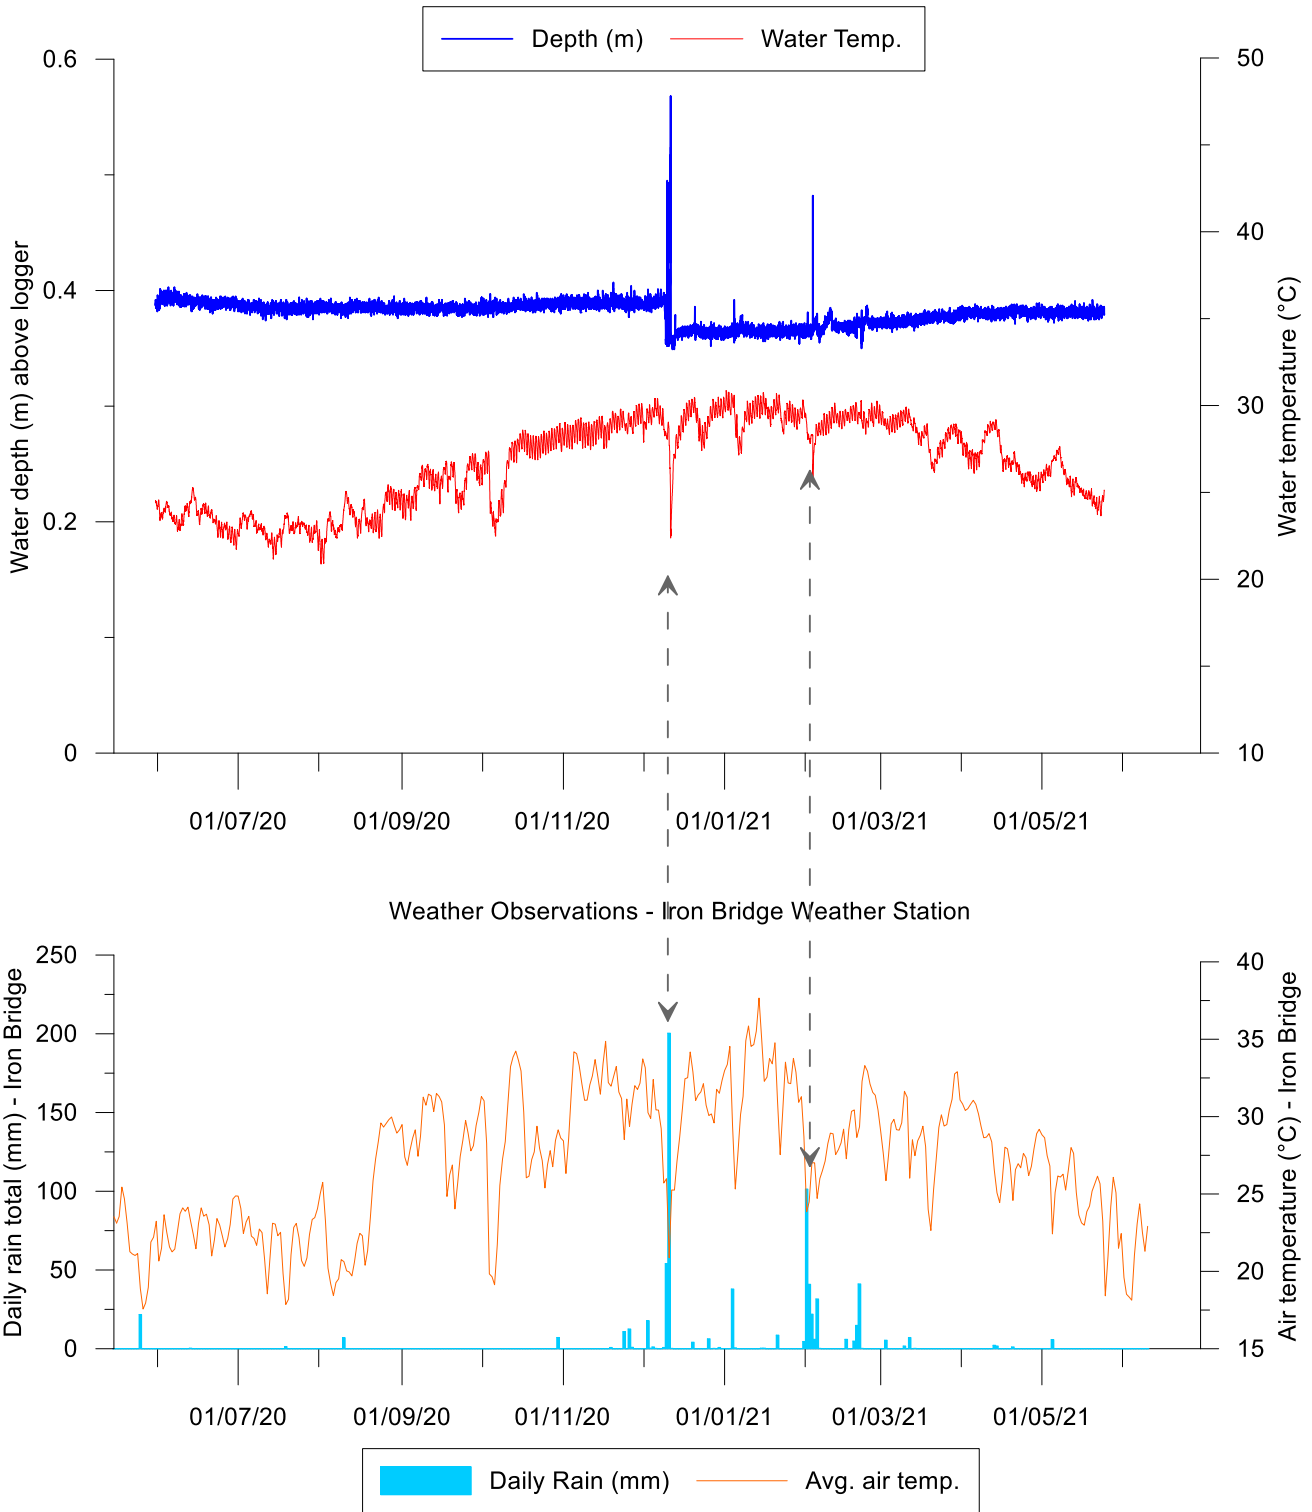 Depth (m) Water Temp.
0.6
0.4
0.2
0
Water depth (m) above logger
50
40
30
20
10
Water temperature (°C)
01/07/20 01/09/20 01/11/20 01/01/21 01/03/21 01/05/21
Weather Observations - Iron Bridge Weather Station
250
200
150
100
50
0
Daily rain total (mm) - Iron Bridge
40
35
30
25
20
15
Air temperature (°C) - Iron Bridge
01/07/20 01/09/20 01/11/20 01/01/21 01/03/21 01/05/21
Daily Rain (mm) Avg. air temp.